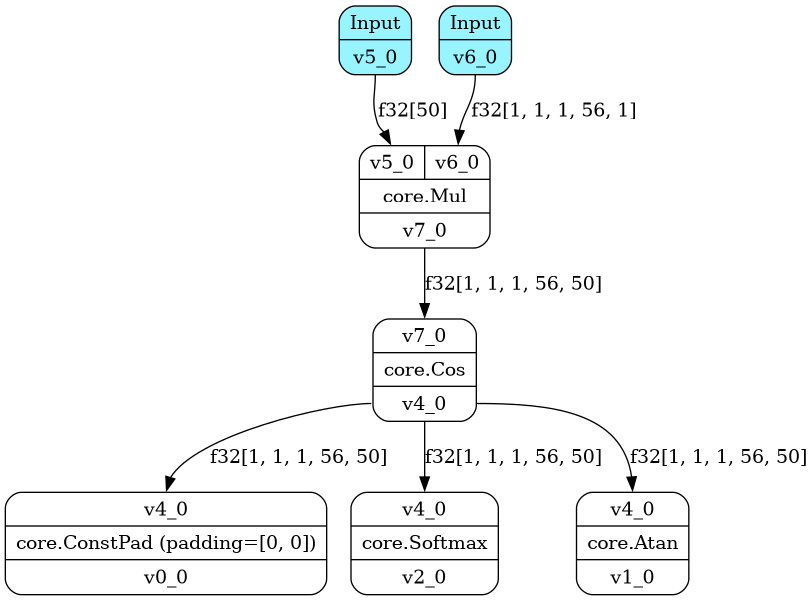 Input
v5_0
Input
v6_0
f32[50]
f32[1, 1, 1, 56, 1]
v5_0
v6_0
core.Mul
v7_0
f32[1, 1, 1, 56, 50]
v7_0
core.Cos
v4_0
f32[1, 1, 1, 56, 50]
f32[1, 1, 1, 56, 50]
f32[1, 1, 1, 56, 50]
v4_0
core.ConstPad (padding=[0, 0])
v0_0
v4_0
core.Softmax
v2_0
v4_0
core.Atan
v1_0